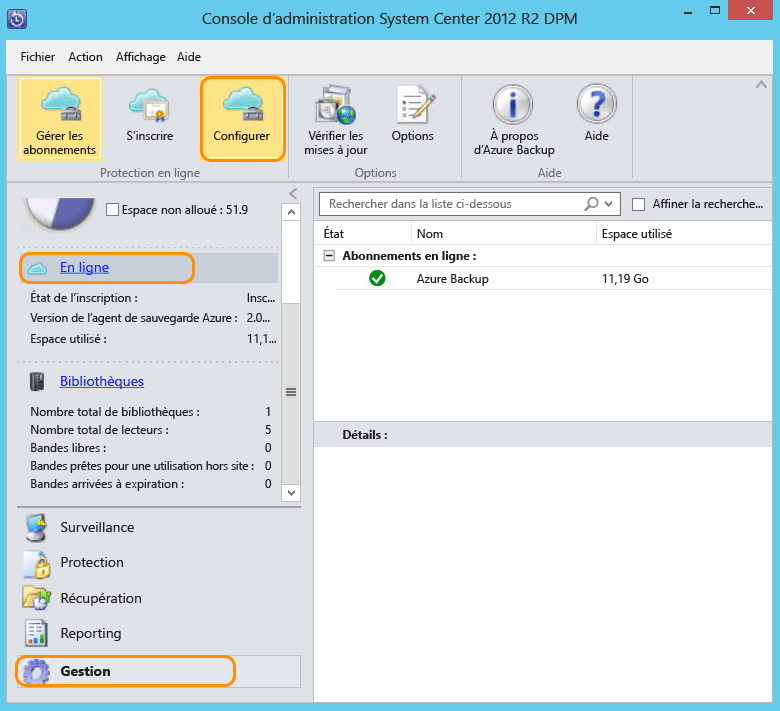 Console d’administration System Center 2012 R2 DPM
Fichier Action Affichage Aide
Gérer les
abonnements
S’inscrire
Configurer
Vérifier les
mises à jour
Options
À propos
d’Azure Backup
Aide
Protection en ligne
Options
Aide
Espace non alloué : 51.9
En ligne
État de l’inscription : Insc...
Version de l’agent de sauvegarde Azure : 2.0...
Espace utilisé : 11,1...
Bibliothèques
Nombre total de bibliothèques : 1
Nombre total de lecteurs : 5
Bandes libres : 0
Bandes prêtes pour une utilisation hors site : 0
Bandes arrivées à expiration : 0
Surveillance
Protection
Récupération
Reporting
Gestion
Rechercher dans la liste ci-dessous
Affiner la recherche...
État Nom Espace utilisé
Abonnements en ligne :
Azure Backup 11,19 Go
Détails :